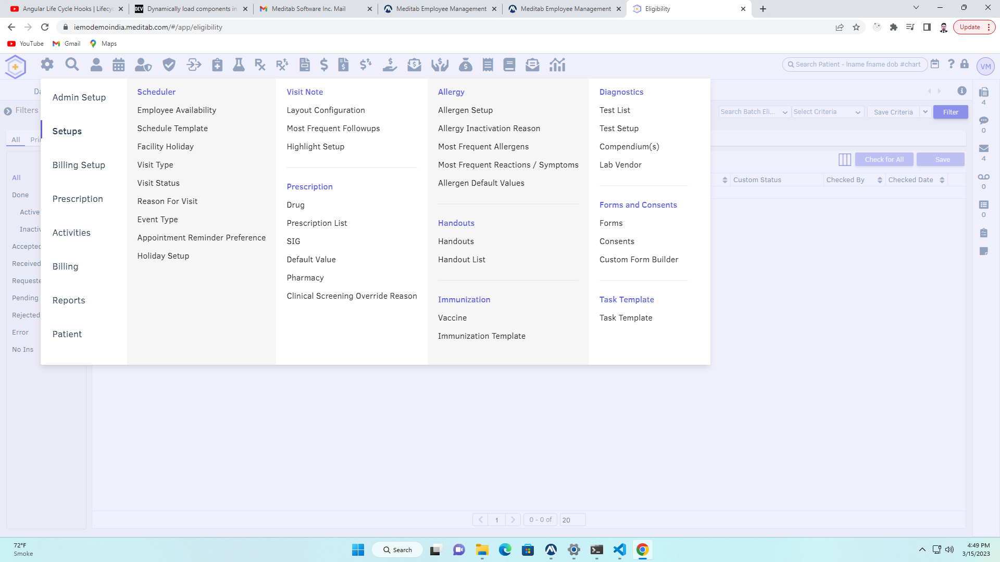 Angular Life Cycle Hooks | Lifecyc
DEV Dynamically load components in
Meditab Software Inc. Mail
Meditab Employee Management
Meditab Employee Management
Eligibility
iemodemoindia.meditab.com/#/app/eligibility
Update
YouTube
Gmail
Maps
Search Patient - lname fname dob #chart
VM
Admin Setup
Setups
Billing Setup
Prescription
Activities
Billing
Reports
Patient
Scheduler
Employee Availability
Schedule Template
Facility Holiday
Visit Type
Visit Status
Reason For Visit
Event Type
Appointment Reminder Preference
Holiday Setup
Visit Note
Layout Configuration
Most Frequent Followups
Highlight Setup
Prescription
Drug
Prescription List
SIG
Default Value
Pharmacy
Clinical Screening Override Reason
Allergy
Allergen Setup
Allergy Inactivation Reason
Most Frequent Allergens
Most Frequent Reactions / Symptoms
Allergen Default Values
Handouts
Handouts
Handout List
Immunization
Vaccine
Immunization Template
Diagnostics
Test List
Test Setup
Compendium(s)
Lab Vendor
Forms and Consents
Forms
Consents
Custom Form Builder
Task Template
Task Template
Da
Filters
All Pri
All
Done
Active
Inactiv
Accepted
Received
Requeste
Pending
Rejected
Error
No Ins
Search Batch Eli...
Select Criteria
Save Criteria
Filter
Check for All
Save
Custom Status
Checked By
Checked Date
4
0
4
0
0
1
0 - 0 of
20
72°F
Smoke
Search
4:49 PM
3/15/2023